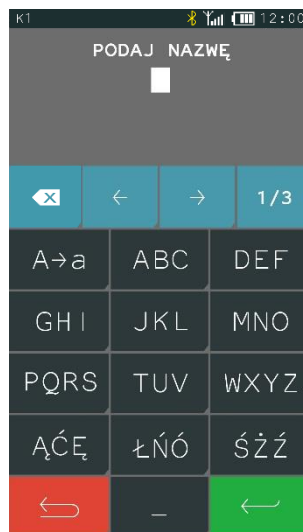 K1 12:00
PODAJ NAZWĘ
← → 1/3
A→a ABC DEF
GHI JKL MNO
PQRS TUV WXYZ
ĄĆĘ ŁŃÓ ŚŻŹ
_